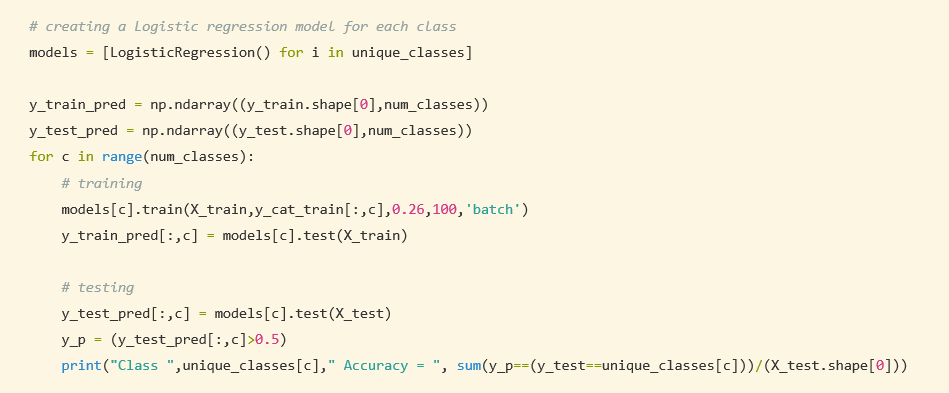 # creating a Logistic regression model for each class
models = [LogisticRegression() for i in unique_classes]
y_train_pred = np.ndarray((y_train.shape[0],num_classes))
y_test_pred = np.ndarray((y_test.shape[0],num_classes))
for c in range(num_classes):
    # training
    models[c].train(X_train,y_cat_train[:,c],0.26,100,'batch')
    y_train_pred[:,c] = models[c].test(X_train)
    # testing
    y_test_pred[:,c] = models[c].test(X_test)
    y_p = (y_test_pred[:,c]>0.5)
    print("Class ",unique_classes[c]," Accuracy = ", sum(y_p==(y_test==unique_classes[c]))/(X_test.shape[0]))